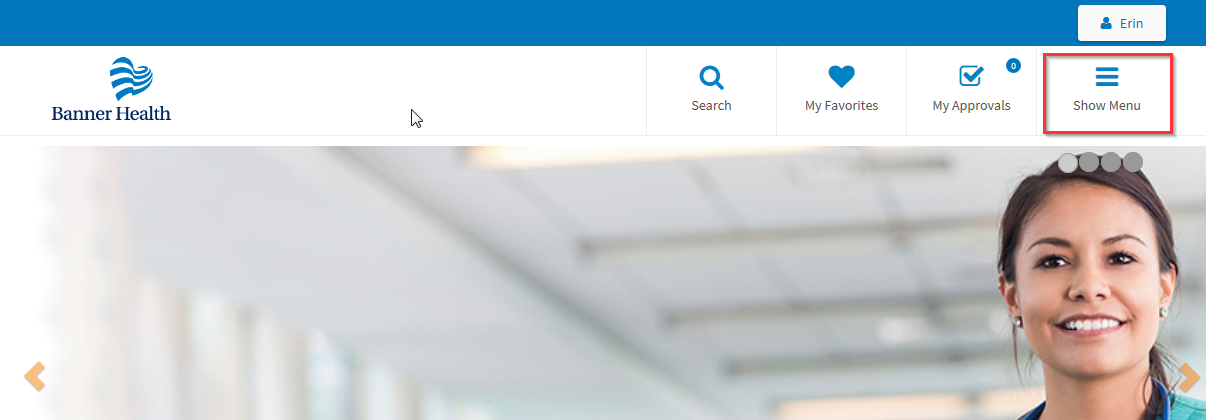 Erin
Banner Health
Search
My Favorites
0
My Approvals
Show Menu